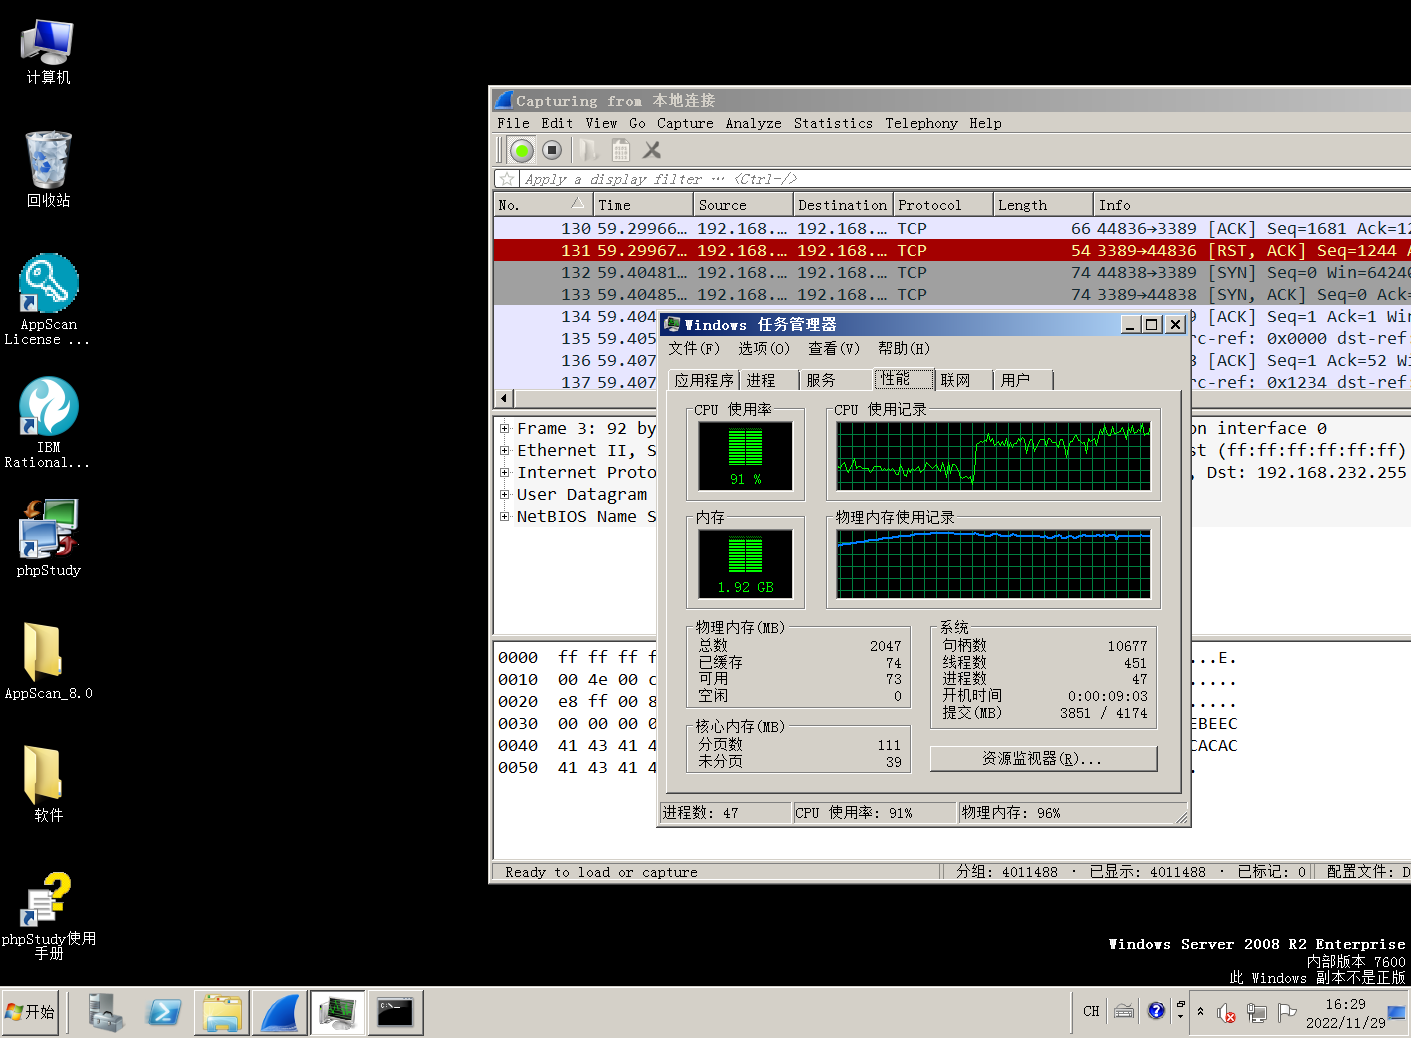 计算机
回收站
AppScan
License ...
IBM
Rational...
phpStudy
AppScan_8.0
软件
phpStudy使用
手册
Capturing from 本地连接
File Edit View Go Capture Analyze Statistics Telephony Help
Apply a display filter … <Ctrl-/>
No. Time Source Destination Protocol Length Info
130 59.29966… 192.168.… 192.168.… TCP 66 44836→3389 [ACK] Seq=1681 Ack=12
131 59.29967… 192.168.… 192.168.… TCP 54 3389→44836 [RST, ACK] Seq=1244 A
132 59.40481… 192.168.… 192.168.… TCP 74 44838→3389 [SYN] Seq=0 Win=64240
133 59.40485… 192.168.… 192.168.… TCP 74 3389→44838 [SYN, ACK] Seq=0 Ack=
134 59.404 9 [ACK] Seq=1 Ack=1 Win
135 59.405 rc-ref: 0x0000 dst-ref:
136 59.407 8 [ACK] Seq=1 Ack=52 Wi
137 59.407 rc-ref: 0x1234 dst-ref:
Frame 3: 92 by on interface 0
Ethernet II, S st (ff:ff:ff:ff:ff:ff)
Internet Proto , Dst: 192.168.232.255
User Datagram
NetBIOS Name S
0000 ff ff ff f ...E.
0010 00 4e 00 c .....
0020 e8 ff 00 8 .....
0030 00 00 00 0 EBEEC
0040 41 43 41 4 CACAC
0050 41 43 41 4 .
Ready to load or capture 分组: 4011488 · 已显示: 4011488 · 已标记: 0 配置文件: D
Windows 任务管理器
文件(F) 选项(O) 查看(V) 帮助(H)
应用程序 进程 服务 性能 联网 用户
CPU 使用率 CPU 使用记录
91 %
内存 物理内存使用记录
1.92 GB
物理内存(MB)
总数 2047
已缓存 74
可用 73
空闲 0
核心内存(MB)
分页数 111
未分页 39
系统
句柄数 10677
线程数 451
进程数 47
开机时间 0:00:09:03
提交(MB) 3851 / 4174
资源监视器(R)...
进程数: 47 CPU 使用率: 91% 物理内存: 96%
Windows Server 2008 R2 Enterprise
内部版本 7600
此 Windows 副本不是正版
开始
C:\_
CH
16:29
2022/11/29